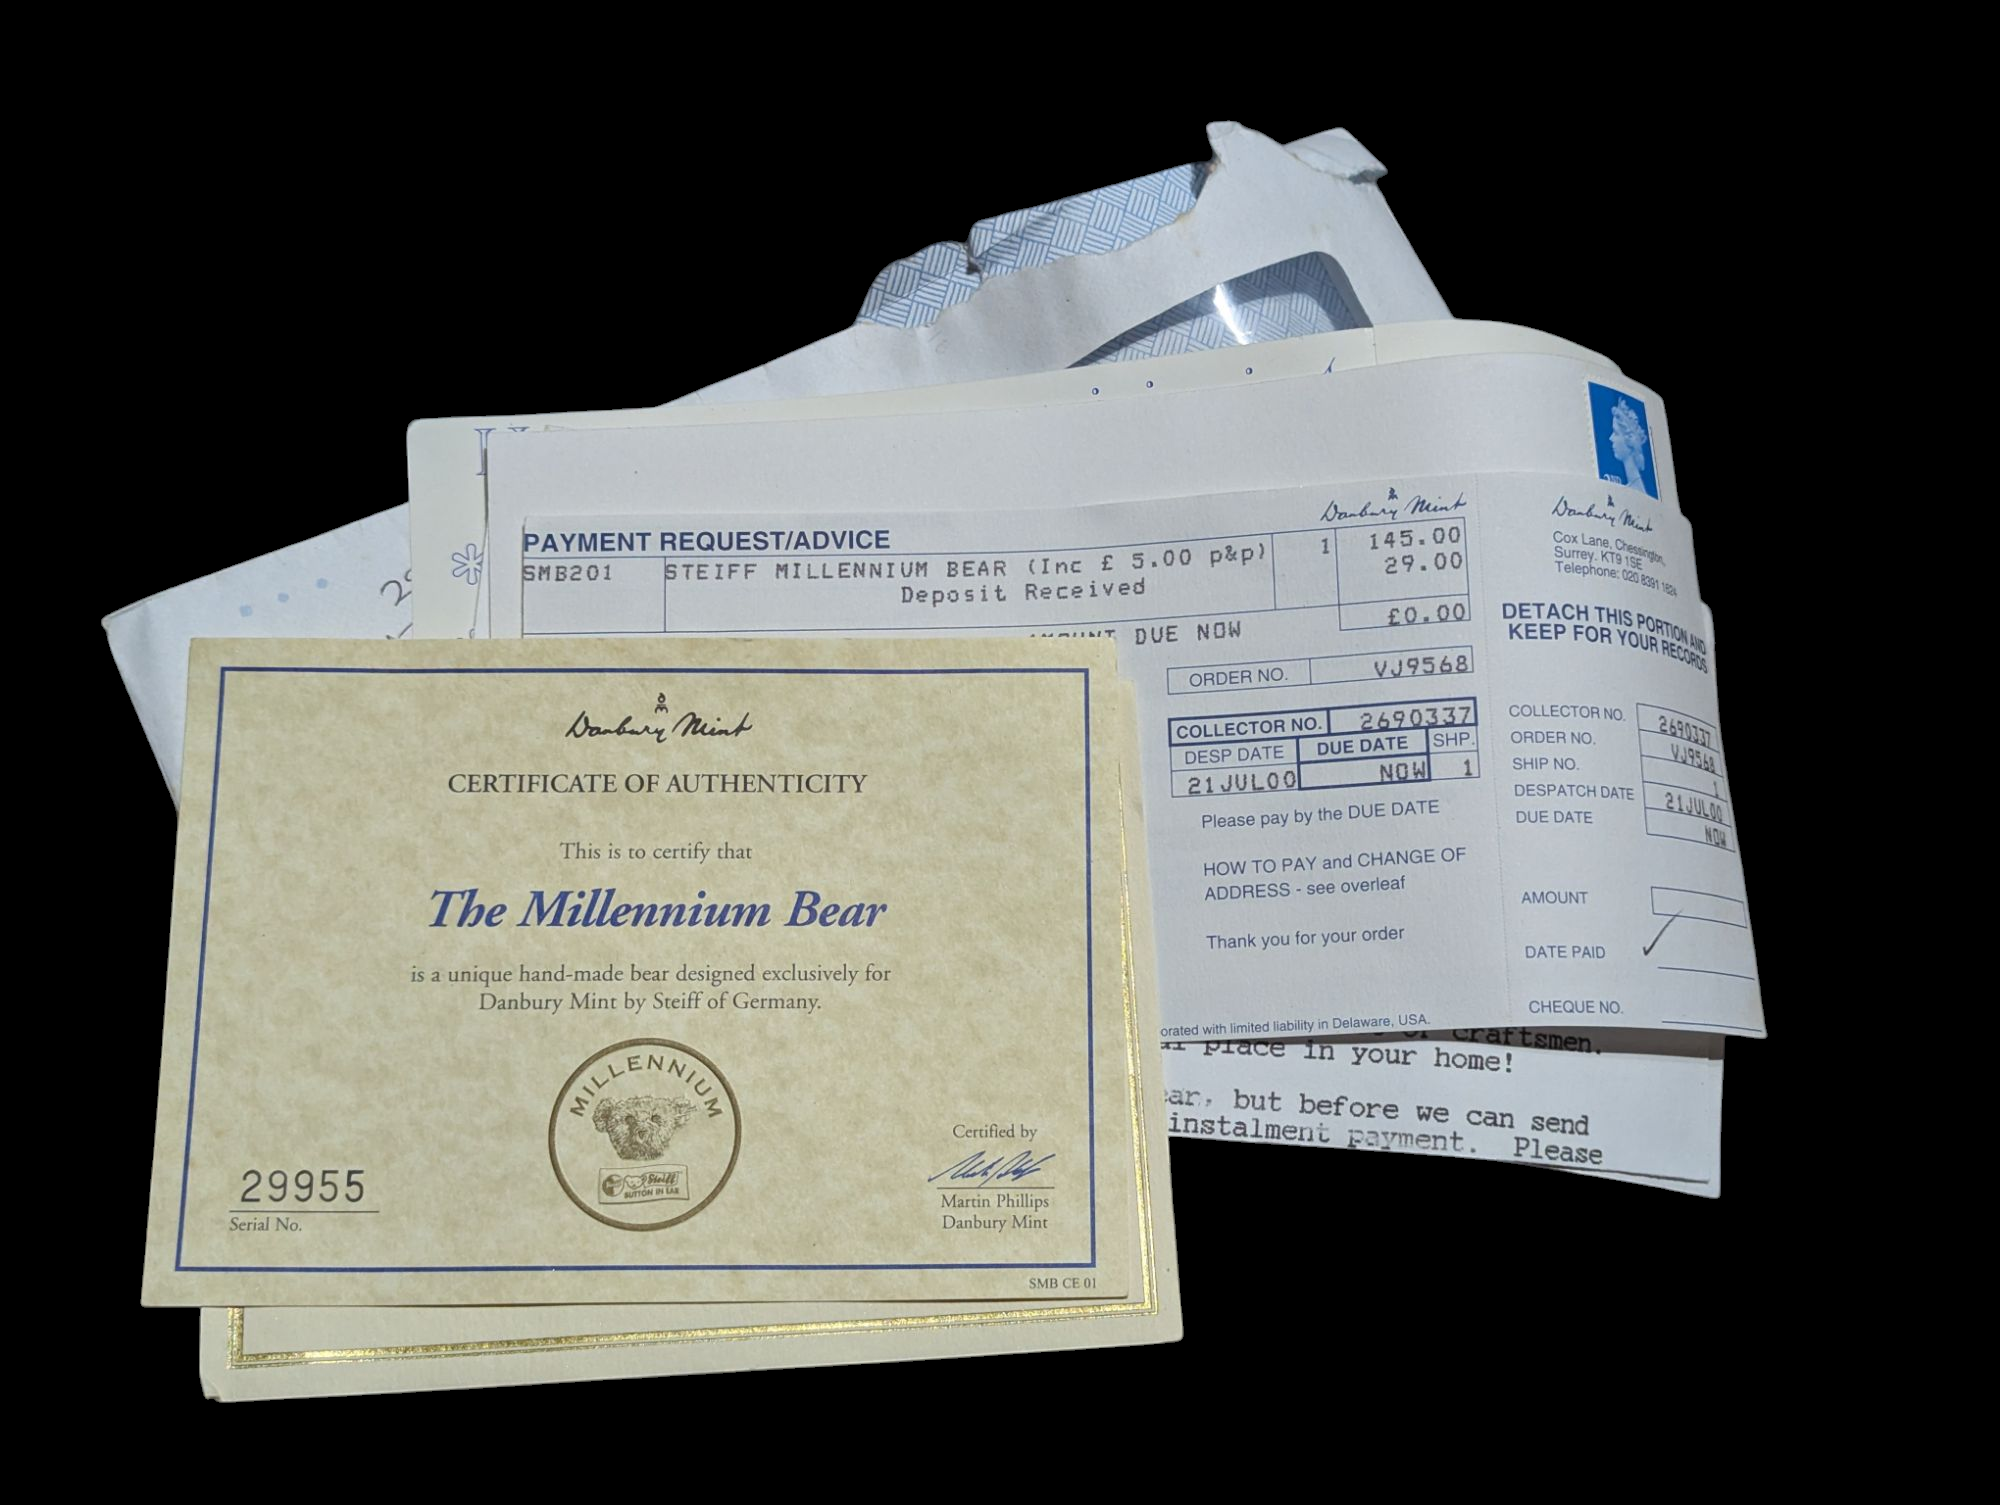 Danbury Mint
PAYMENT REQUEST/ADVICE
SMB201 STEIFF MILLENNIUM BEAR (Inc £ 5.00 p&p) 1 145.00
Deposit Received 29.00
AMOUNT DUE NOW £0.00
ORDER NO. VJ9568
COLLECTOR NO. 2690337
DESP DATE DUE DATE SHP.
21JUL00 NOW 1
Please pay by the DUE DATE
HOW TO PAY and CHANGE OF
ADDRESS - see overleaf
Thank you for your order
orated with limited liability in Delaware, USA.
2ND
Danbury Mint
Cox Lane, Chessington,
Surrey. KT9 1SE
Telephone: 020 8391
DETACH THIS PORTION AND
KEEP FOR YOUR RECORDS
COLLECTOR NO. 2690337
ORDER NO. VJ9568
SHIP NO. 1
DESPATCH DATE 21JUL00
DUE DATE NOW
AMOUNT
DATE PAID
CHEQUE NO.
craftsmen.
place in your home!
ear, but before we can send
instalment payment. Please
Danbury Mint
CERTIFICATE OF AUTHENTICITY
This is to certify that
The Millennium Bear
is a unique hand-made bear designed exclusively for
Danbury Mint by Steiff of Germany.
MILLENNIUM
Steiff
BUTTON IN EAR
29955
Serial No.
Certified by
Martin Phillips
Danbury Mint
SMB CE 01